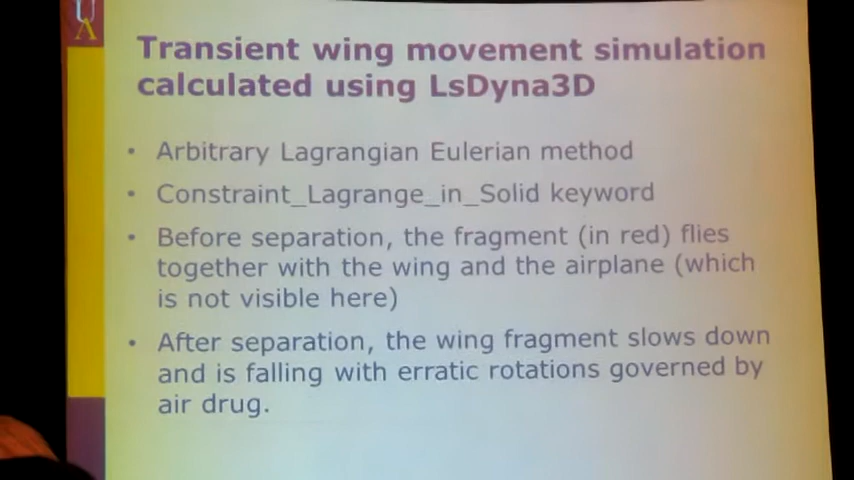 UA
Transient wing movement simulation
calculated using LsDyna3D
• Arbitrary Lagrangian Eulerian method
• Constraint_Lagrange_in_Solid keyword
• Before separation, the fragment (in red) flies
together with the wing and the airplane (which
is not visible here)
• After separation, the wing fragment slows down
and is falling with erratic rotations governed by
air drug.